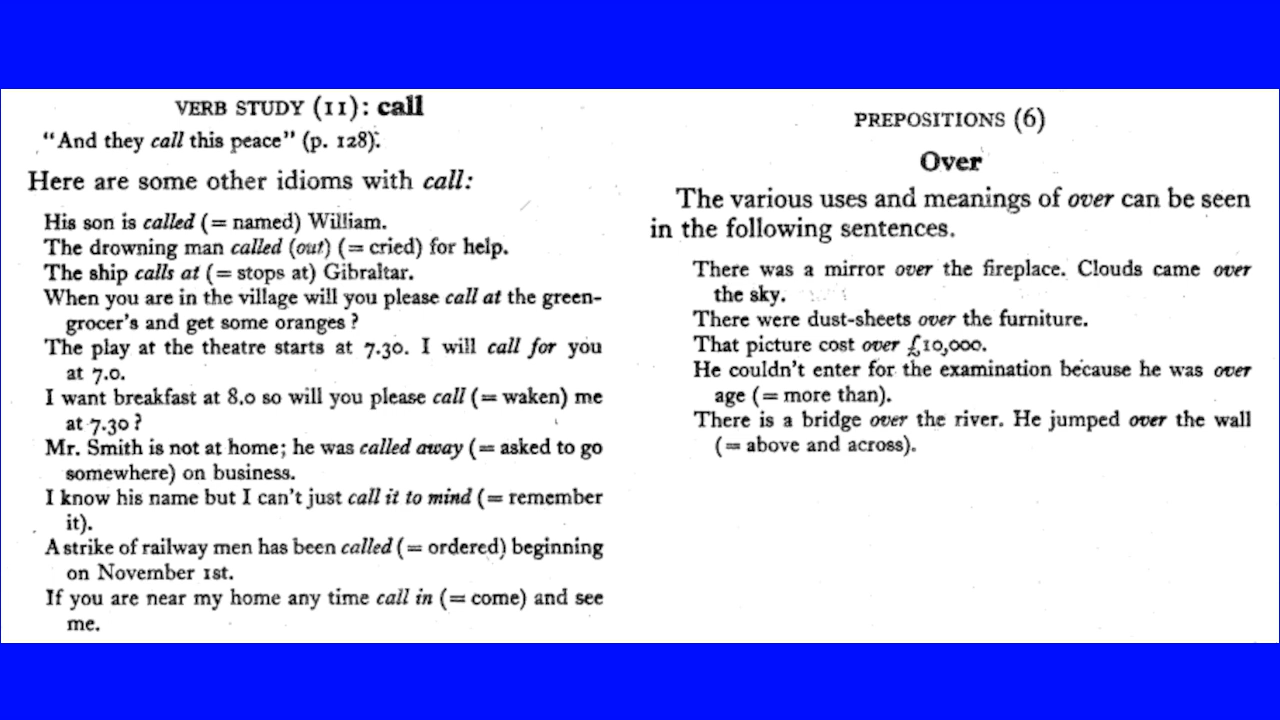 VERB STUDY (11): call
"And they call this peace" (p. 128).
Here are some other idioms with call:
His son is called (= named) William.
The drowning man called (out) (= cried) for help.
The ship calls at (= stops at) Gibraltar.
When you are in the village will you please call at the green-
grocer's and get some oranges?
The play at the theatre starts at 7.30. I will call for you
at 7.0.
I want breakfast at 8.0 so will you please call (= waken) me
at 7.30?
Mr. Smith is not at home; he was called away (= asked to go
somewhere) on business.
I know his name but I can't just call it to mind (= remember
it).
A strike of railway men has been called (= ordered) beginning
on November 1st.
If you are near my home any time call in (= come) and see
me.
PREPOSITIONS (6)
Over
The various uses and meanings of over can be seen
in the following sentences.
There was a mirror over the fireplace. Clouds came over
the sky.
There were dust-sheets over the furniture.
That picture cost over £10,000.
He couldn't enter for the examination because he was over
age (= more than).
There is a bridge over the river. He jumped over the wall
(= above and across).